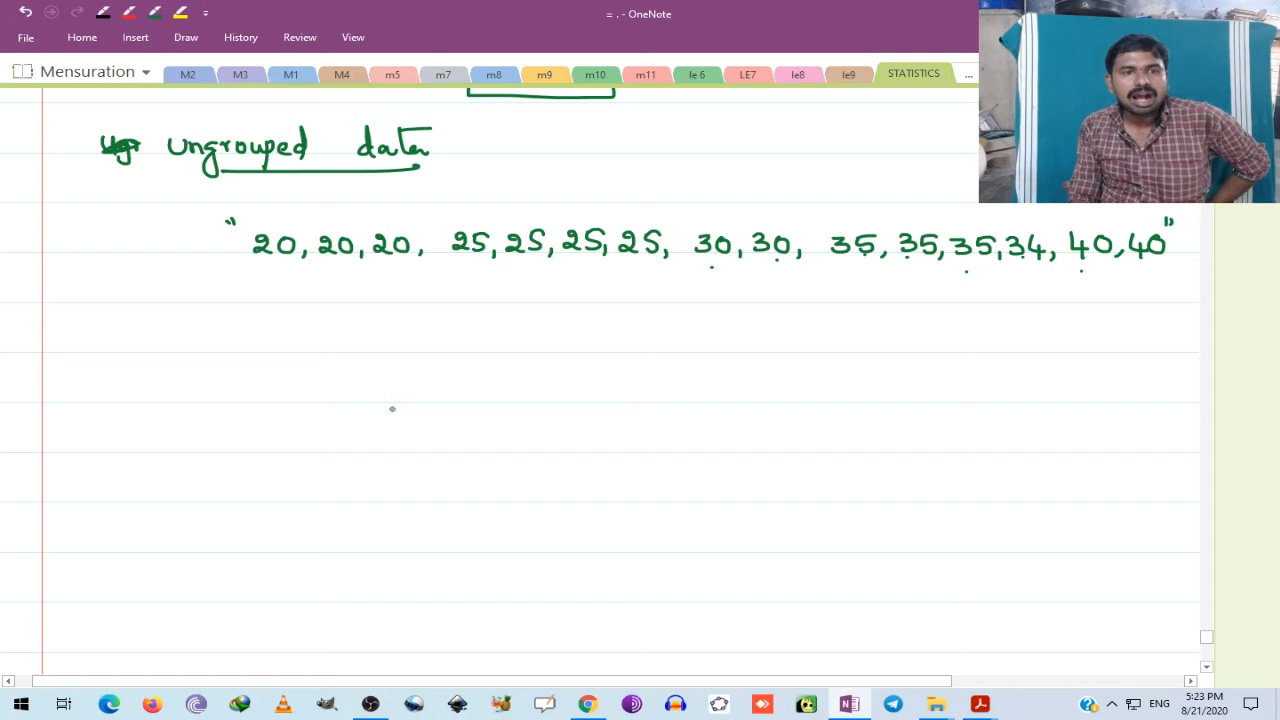 = . - OneNote
File Home Insert Draw History Review View
Mensuration M2 M3 M1 M4 m5 m7 m8 m9 m10 m11 le 6 LE7 le8 le9 STATISTICS ...
ungrouped data
" 20, 20, 20, 25, 25, 25, 25, 30, 30, 35, 35, 35, 34, 40, 40 "
5:23 PM
ENG
8/21/2020